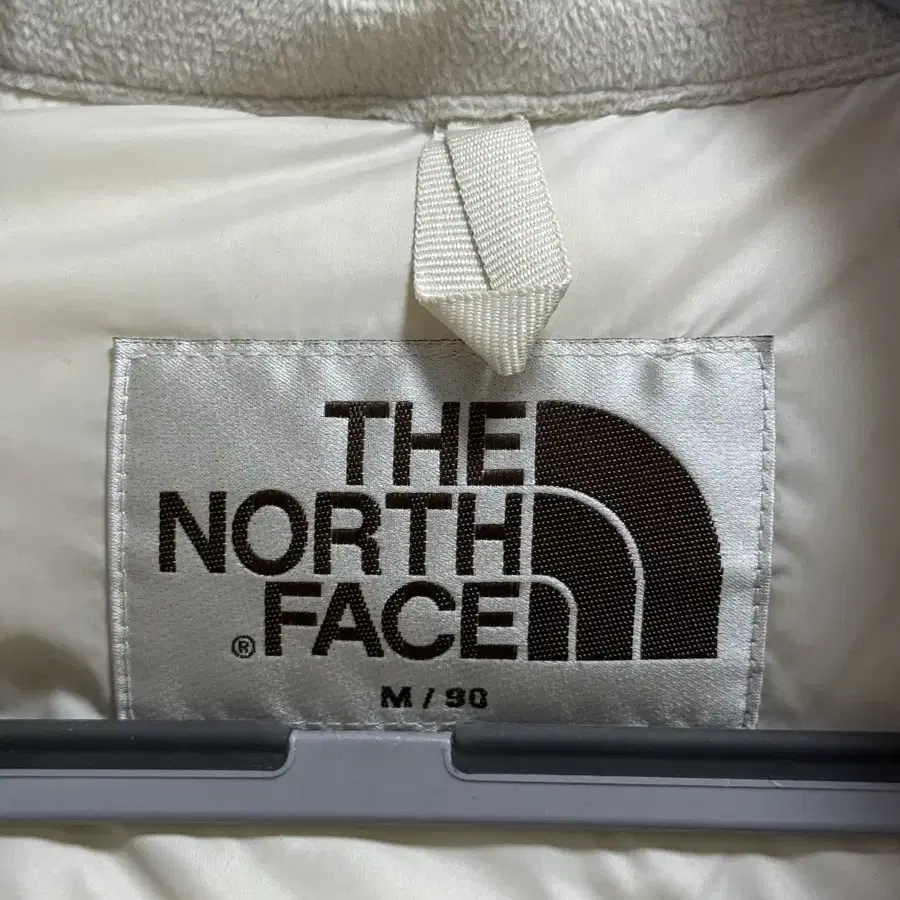 THE
NORTH
FACE
®
M / 90